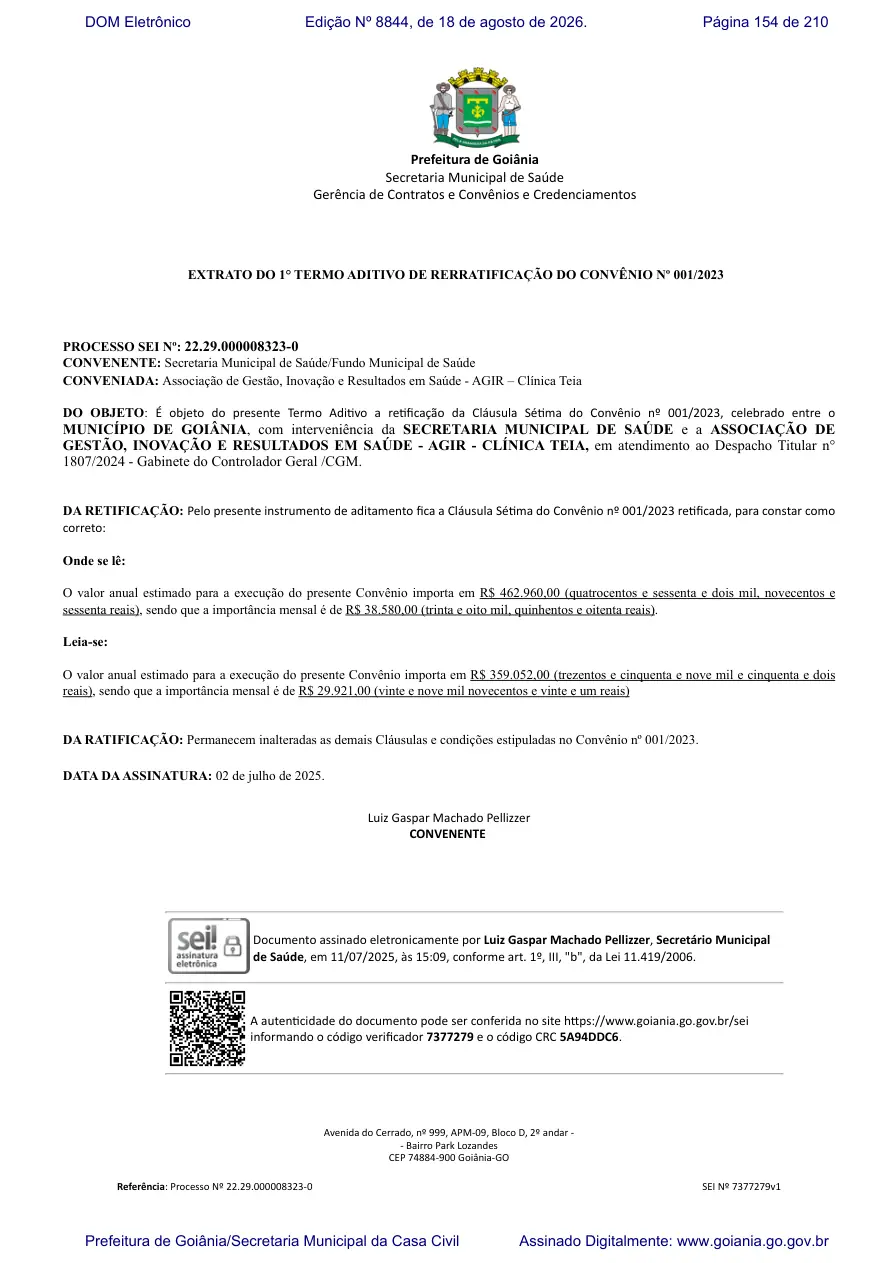 DOM Eletrônico Edição Nº 8844, de 18 de agosto de 2026. Página 154 de 210
Prefeitura de Goiânia
Secretaria Municipal de Saúde
Gerência de Contratos e Convênios e Credenciamentos
EXTRATO DO 1° TERMO ADITIVO DE RERRATIFICAÇÃO DO CONVÊNIO Nº 001/2023
PROCESSO SEI Nº: 22.29.000008323-0
CONVENENTE: Secretaria Municipal de Saúde/Fundo Municipal de Saúde
CONVENIADA: Associação de Gestão, Inovação e Resultados em Saúde - AGIR – Clínica Teia
DO OBJETO: É objeto do presente Termo Aditivo a retificação da Cláusula Sétima do Convênio nº 001/2023, celebrado entre o
MUNICÍPIO DE GOIÂNIA, com interveniência da SECRETARIA MUNICIPAL DE SAÚDE e a ASSOCIAÇÃO DE
GESTÃO, INOVAÇÃO E RESULTADOS EM SAÚDE - AGIR - CLÍNICA TEIA, em atendimento ao Despacho Titular n°
1807/2024 - Gabinete do Controlador Geral /CGM.
DA RETIFICAÇÃO: Pelo presente instrumento de aditamento fica a Cláusula Sétima do Convênio nº 001/2023 retificada, para constar como
correto:
Onde se lê:
O valor anual estimado para a execução do presente Convênio importa em R$ 462.960,00 (quatrocentos e sessenta e dois mil, novecentos e
sessenta reais), sendo que a importância mensal é de R$ 38.580,00 (trinta e oito mil, quinhentos e oitenta reais).
Leia-se:
O valor anual estimado para a execução do presente Convênio importa em R$ 359.052,00 (trezentos e cinquenta e nove mil e cinquenta e dois
reais), sendo que a importância mensal é de R$ 29.921,00 (vinte e nove mil novecentos e vinte e um reais)
DA RATIFICAÇÃO: Permanecem inalteradas as demais Cláusulas e condições estipuladas no Convênio nº 001/2023.
DATA DA ASSINATURA: 02 de julho de 2025.
Luiz Gaspar Machado Pellizzer
CONVENENTE
sei!
assinatura
eletrônica
Documento assinado eletronicamente por Luiz Gaspar Machado Pellizzer, Secretário Municipal
de Saúde, em 11/07/2025, às 15:09, conforme art. 1º, III, "b", da Lei 11.419/2006.
A autenticidade do documento pode ser conferida no site https://www.goiania.go.gov.br/sei
informando o código verificador 7377279 e o código CRC 5A94DDC6.
Avenida do Cerrado, nº 999, APM-09, Bloco D, 2º andar -
- Bairro Park Lozandes
CEP 74884-900 Goiânia-GO
Referência: Processo Nº 22.29.000008323-0 SEI Nº 7377279v1
Prefeitura de Goiânia/Secretaria Municipal da Casa Civil Assinado Digitalmente: www.goiania.go.gov.br